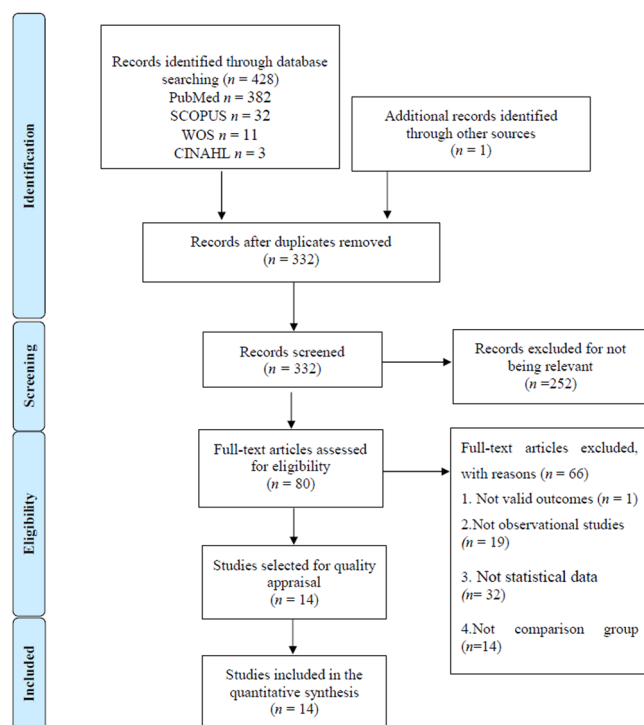 Identification
Records identified through database
searching (n = 428)
PubMed n = 382
SCOPUS n = 32
WOS n = 11
CINAHL n = 3
Additional records identified
through other sources
(n = 1)
Records after duplicates removed
(n = 332)
Screening
Records screened
(n = 332)
Records excluded for not
being relevant
(n =252)
Eligibility
Full-text articles assessed
for eligibility
(n = 80)
Full-text articles excluded,
with reasons (n = 66)
1. Not valid outcomes (n = 1)
2.Not observational studies
(n = 19)
3. Not statistical data
(n= 32)
4.Not comparison group
(n=14)
Studies selected for quality
appraisal
(n = 14)
Included
Studies included in the
quantitative synthesis
(n = 14)